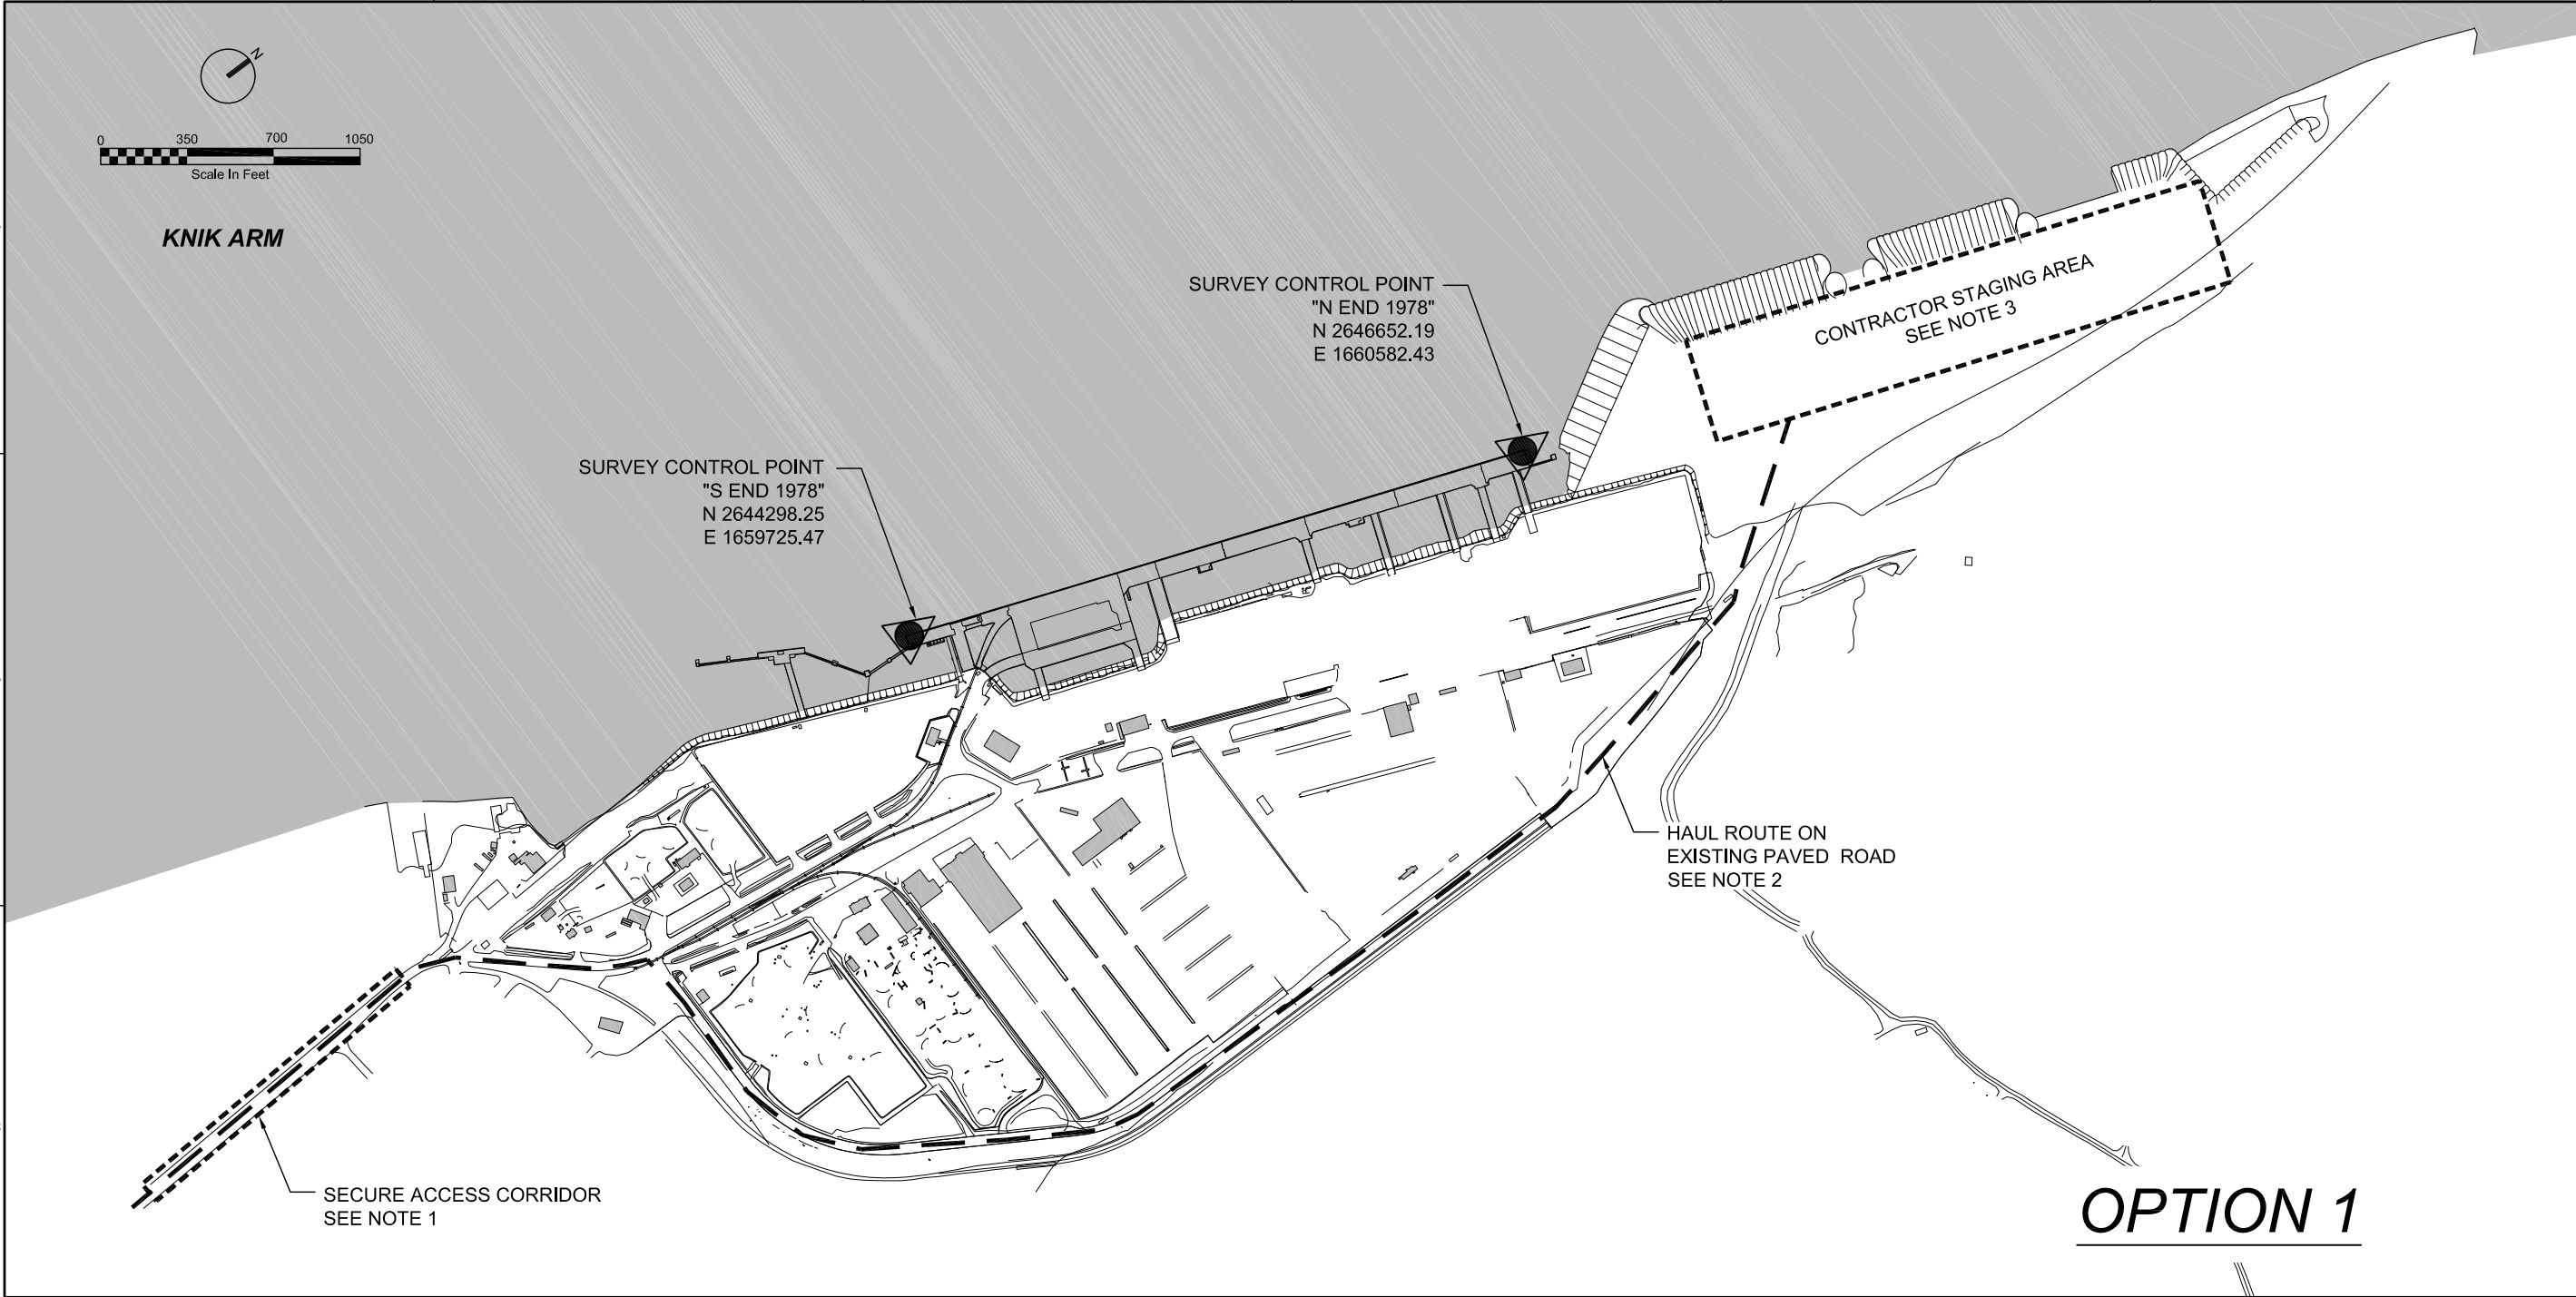 N
0 350 700 1050
Scale In Feet
KNIK ARM
SURVEY CONTROL POINT
"N END 1978"
N 2646652.19
E 1660582.43
CONTRACTOR STAGING AREA
SEE NOTE 3
SURVEY CONTROL POINT
"S END 1978"
N 2644298.25
E 1659725.47
HAUL ROUTE ON
EXISTING PAVED ROAD
SEE NOTE 2
SECURE ACCESS CORRIDOR
SEE NOTE 1
OPTION 1